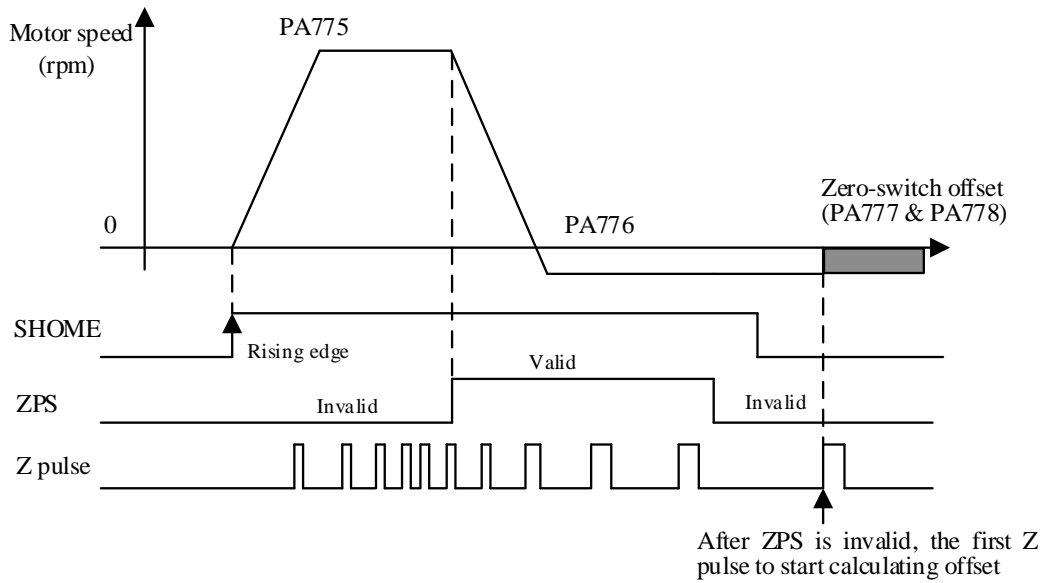 Motor speed
(rpm)
PA775
Zero-switch offset
(PA777 & PA778)
0
PA776
SHOME
Rising edge
Valid
ZPS
Invalid
Invalid
Z pulse
After ZPS is invalid, the first Z
pulse to start calculating offset